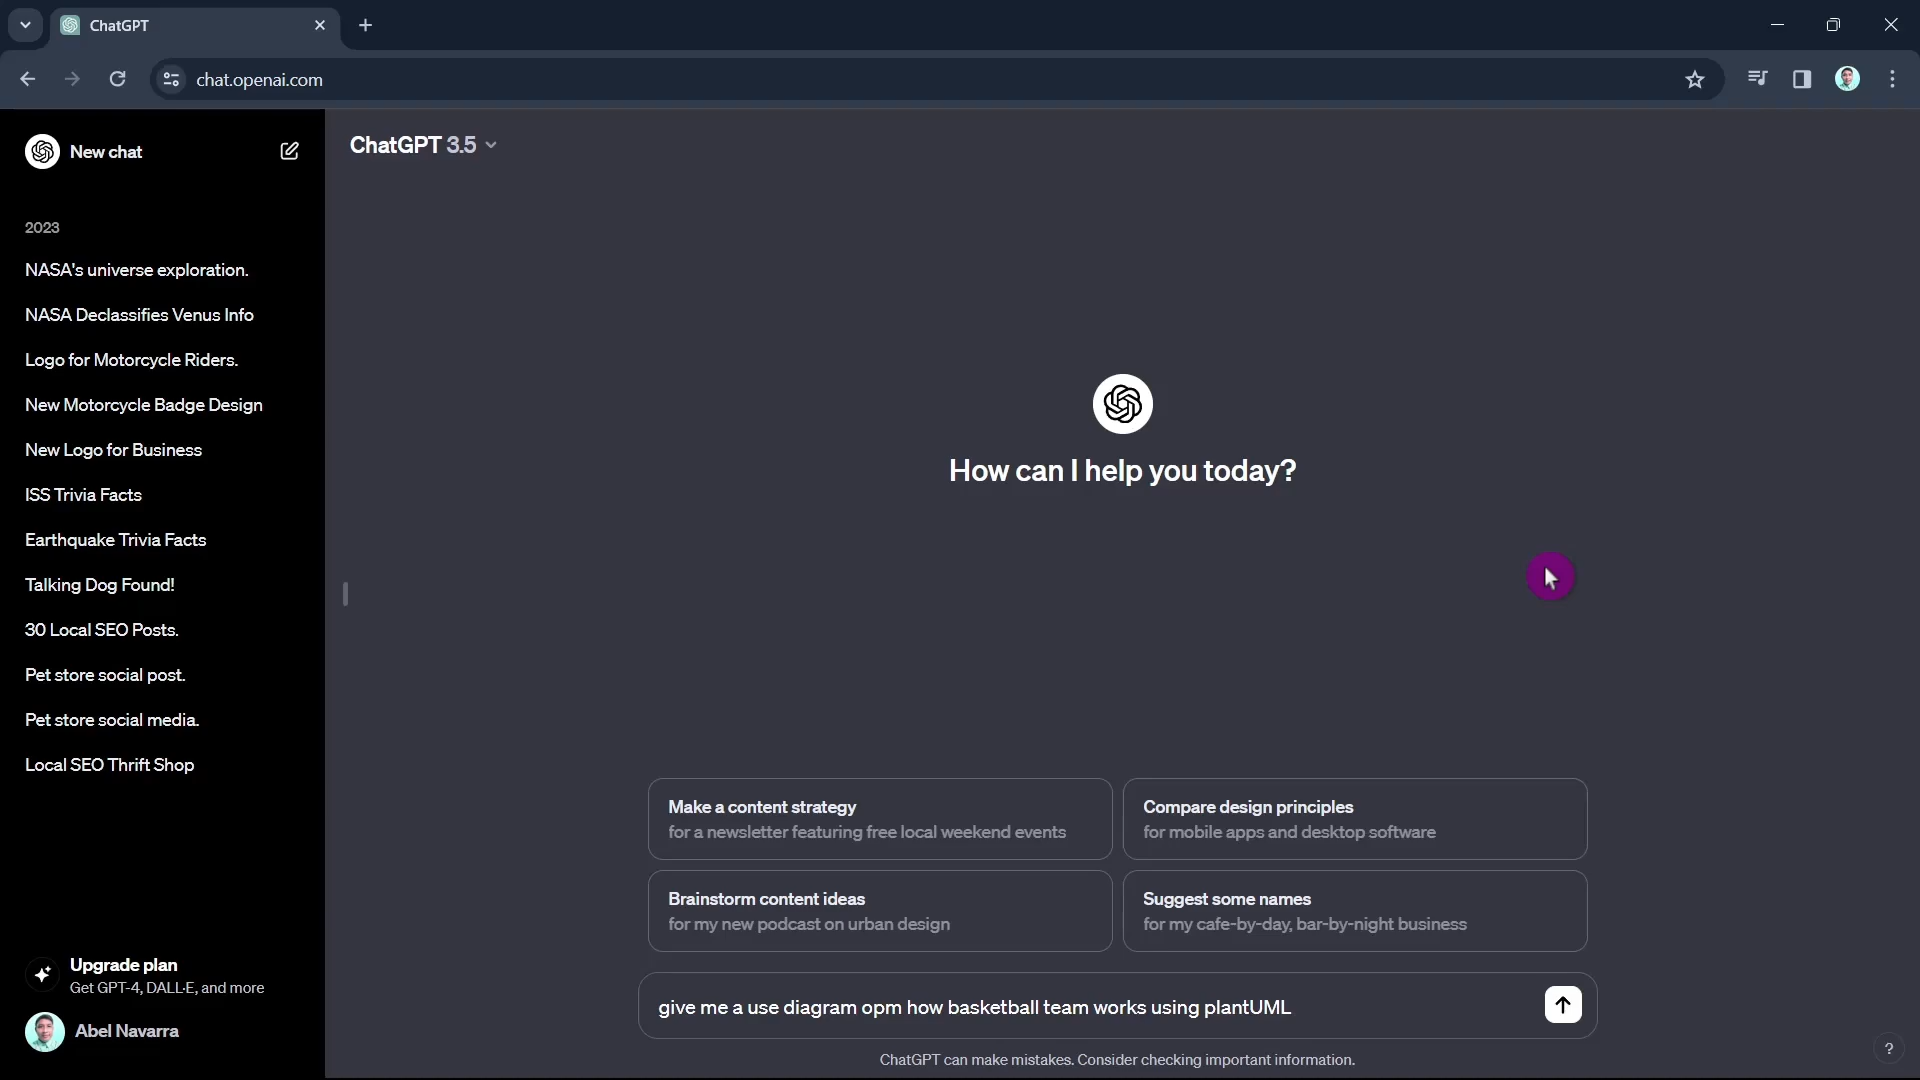 ChatGPT
chat.openai.com
New chat
ChatGPT 3.5
2023
NASA's universe exploration.
NASA Declassifies Venus Info
Logo for Motorcycle Riders.
New Motorcycle Badge Design
New Logo for Business
ISS Trivia Facts
Earthquake Trivia Facts
Talking Dog Found!
30 Local SEO Posts.
Pet store social post.
Pet store social media.
Local SEO Thrift Shop
Upgrade plan
Get GPT-4, DALL·E, and more
Abel Navarra
How can I help you today?
Make a content strategy
for a newsletter featuring free local weekend events
Compare design principles
for mobile apps and desktop software
Brainstorm content ideas
for my new podcast on urban design
Suggest some names
for my cafe-by-day, bar-by-night business
give me a use diagram opm how basketball team works using plantUML
ChatGPT can make mistakes. Consider checking important information.
?